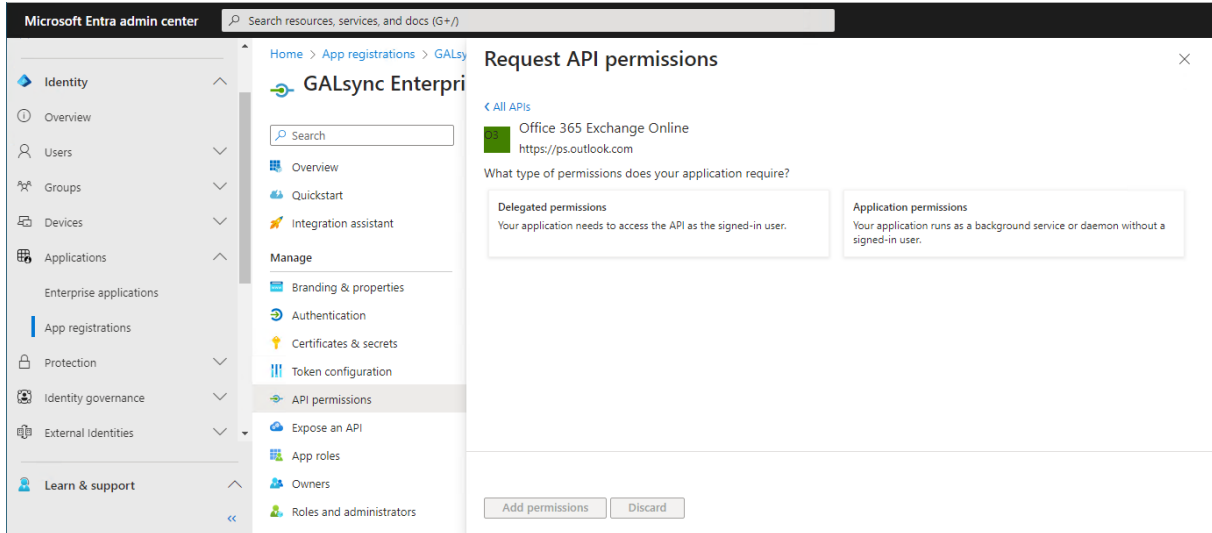 Microsoft Entra admin center
Search resources, services, and docs (G+/)
Identity
Overview
Users
Groups
Devices
Applications
Enterprise applications
App registrations
Protection
Identity governance
External Identities
Learn & support
Home > App registrations > GALsy
GALsync Enterpri
Search
Overview
Quickstart
Integration assistant
Manage
Branding & properties
Authentication
Certificates & secrets
Token configuration
API permissions
Expose an API
App roles
Owners
Roles and administrators
Request API permissions
All APIs
O3
Office 365 Exchange Online
https://ps.outlook.com
What type of permissions does your application require?
Delegated permissions
Your application needs to access the API as the signed-in user.
Application permissions
Your application runs as a background service or daemon without a
signed-in user.
Add permissions
Discard